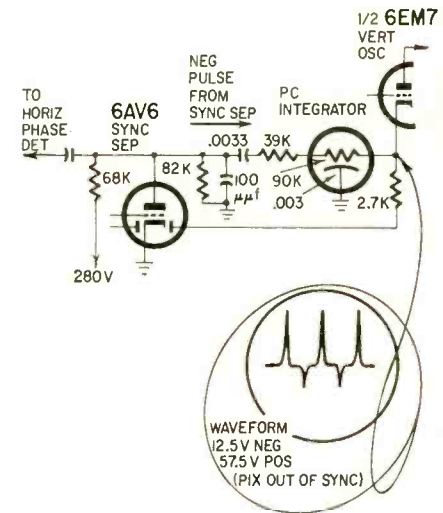 1/2 6EM7
VERT
OSC
NEG
PULSE
FROM
SYNC SEP
PC
INTEGRATOR
TO
HORIZ
PHASE
DET
6AV6
SYNC
SEP
.0033
39K
68K
82K
100
μμf
90K
.003
2.7K
280V
WAVEFORM
12.5V NEG
57.5V POS
(PIX OUT OF SYNC)